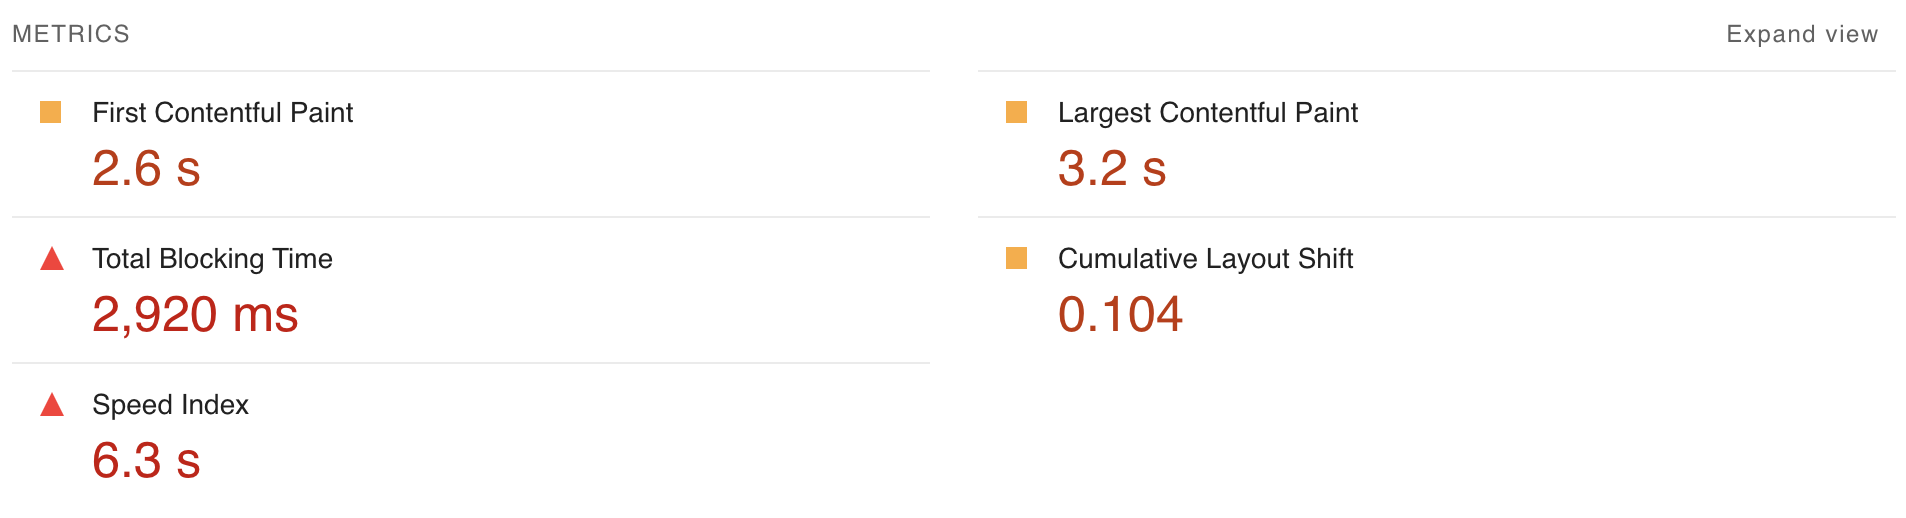 METRICS
Expand view
First Contentful Paint
2.6 s
Largest Contentful Paint
3.2 s
Total Blocking Time
2,920 ms
Cumulative Layout Shift
0.104
Speed Index
6.3 s